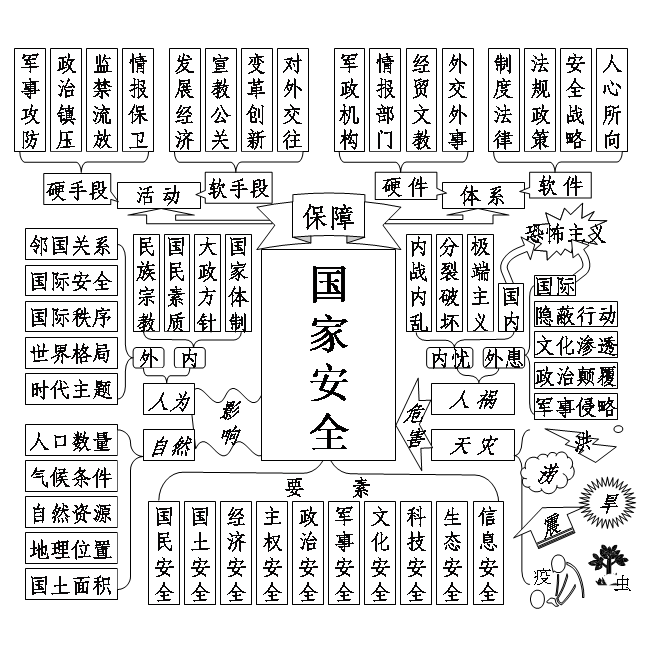 军事攻防
政治镇压
监禁流放
情报保卫
发展经济
宣教公关
变革创新
对外交往
军政机构
情报部门
经贸文教
外交外事
制度法律
法规政策
安全战略
人心所向
硬手段
活动
软手段
保障
硬件
体系
软件
邻国关系
国际安全
国际秩序
世界格局
时代主题
民族宗教
国民素质
大政方针
国家体制
外
内
人为
自然
影响
国家安全
内战内乱
分裂破坏
极端主义
国内
恐怖主义
国际
隐蔽行动
文化渗透
政治颠覆
军事侵略
内忧
外患
人祸
天灾
危害
人口数量
气候条件
自然资源
地理位置
国土面积
要素
国民安全
国土安全
经济安全
主权安全
政治安全
军事安全
文化安全
科技安全
生态安全
信息安全
洪
涝
旱
震
疫
虫